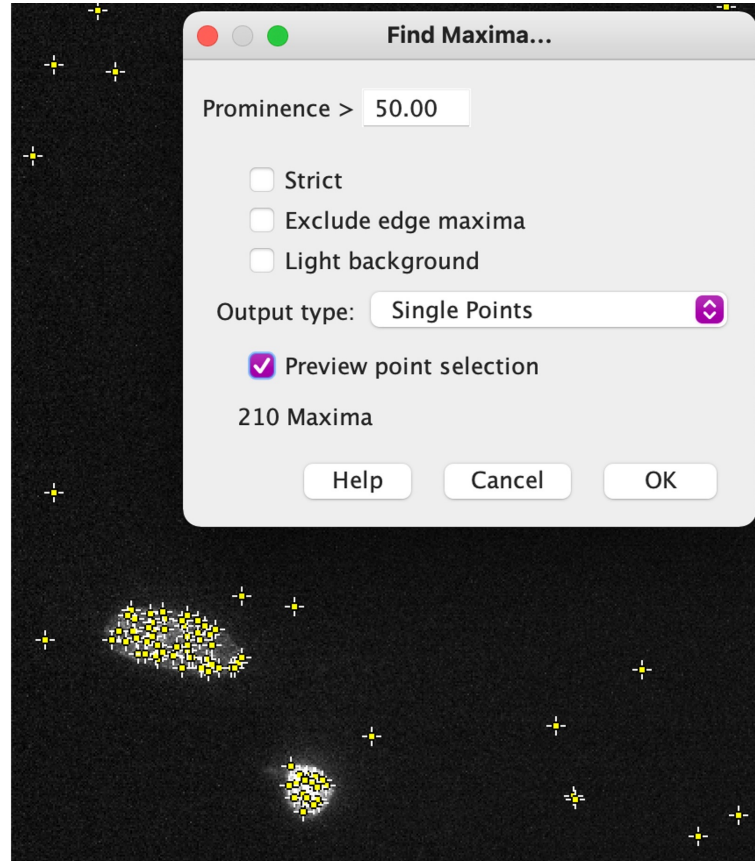 Find Maxima...
Prominence > 50.00
Strict
Exclude edge maxima
Light background
Output type: Single Points
Preview point selection
210 Maxima
Help Cancel OK